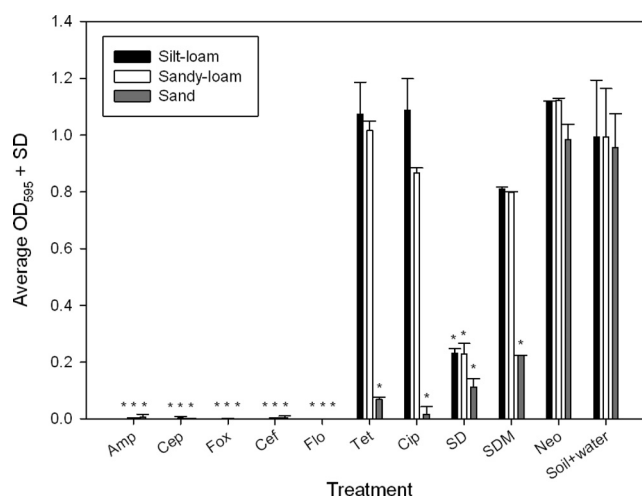 1.4
1.2
1.0
0.8
0.6
0.4
0.2
0.0
Average OD595 + SD
Silt-loam
Sandy-loam
Sand
* * *
* * *
* * *
* * *
* * *
*
*
* * *
*
Amp
Cep
Fox
Cef
Flo
Tet
Cip
SD
SDM
Neo
Soil+water
Treatment